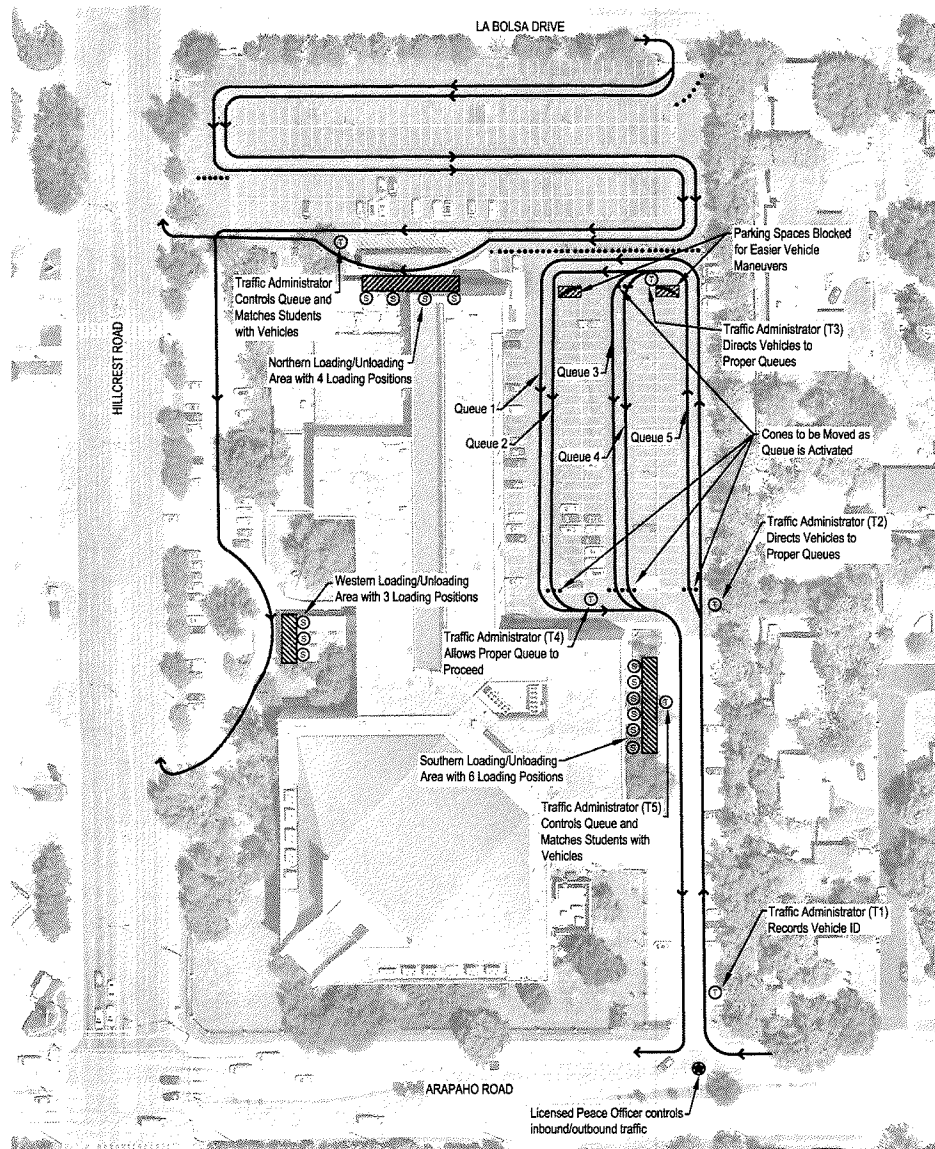 LA BOLSA DRIVE
HILLCREST ROAD
Parking Spaces Blocked
for Easier Vehicle
Maneuvers
T
Traffic Administrator
Controls Queue and
Matches Students
with Vehicles
S
S
S
S
Northern Loading/Unloading
Area with 4 Loading Positions
T
Traffic Administrator (T3)
Directs Vehicles to
Proper Queues
Queue 3
Queue 1
Queue 2
Queue 4
Queue 5
Cones to be Moved as
Queue is Activated
Traffic Administrator (T2)
Directs Vehicles to
Proper Queues
T
Western Loading/Unloading
Area with 3 Loading Positions
S
S
S
T
Traffic Administrator (T4)
Allows Proper Queue to
Proceed
S
S
S
S
S
S
T
Southern Loading/Unloading
Area with 6 Loading Positions
Traffic Administrator (T5)
Controls Queue and
Matches Students with
Vehicles
Traffic Administrator (T1)
Records Vehicle ID
T
ARAPAHO ROAD
Licensed Peace Officer controls
inbound/outbound traffic